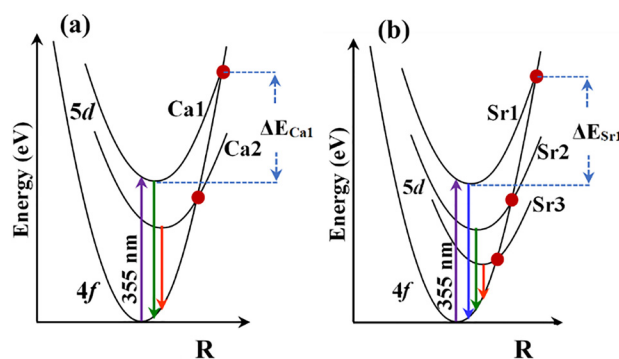 (a)
Energy (eV)
5d
4f
Ca1
Ca2
ΔE_Ca1
355 nm
R
(b)
Energy (eV)
5d
4f
Sr1
Sr2
Sr3
ΔE_Sr1
355 nm
R